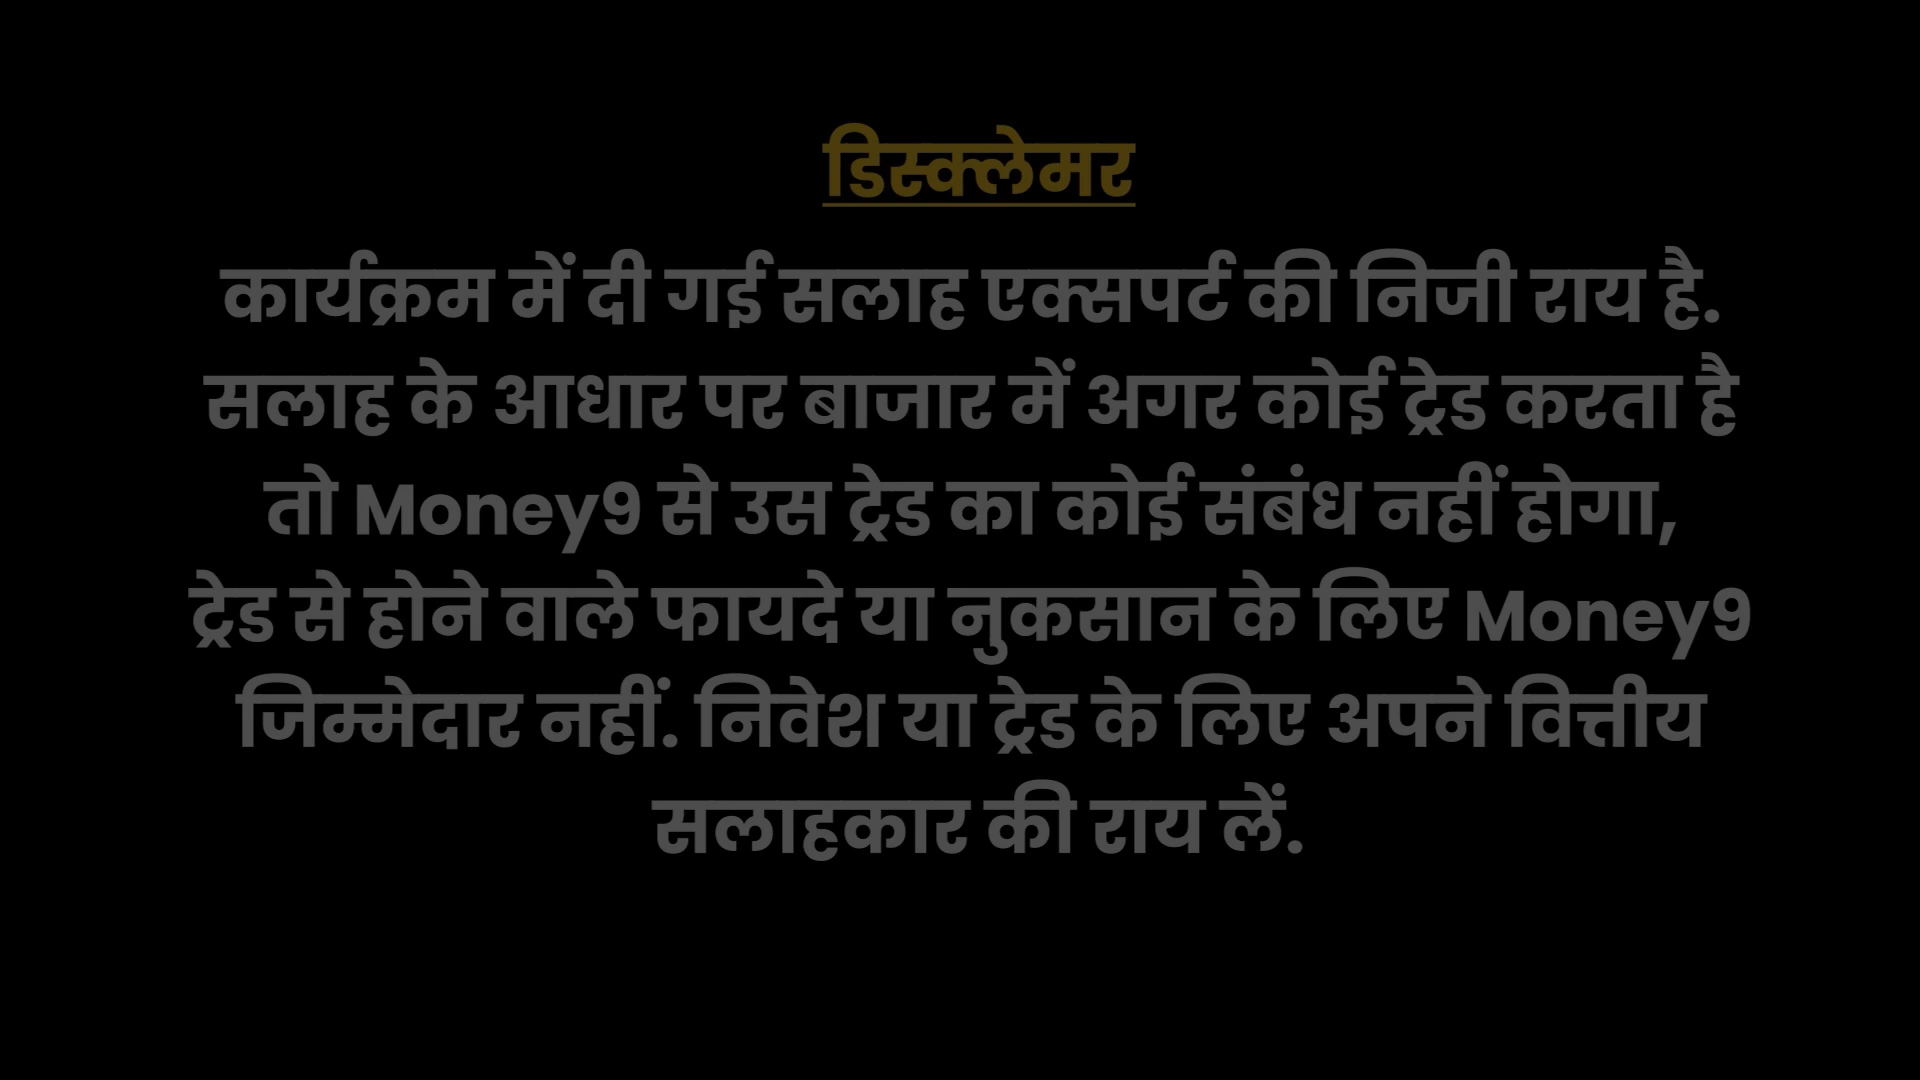 डिस्क्लेमर
कार्यक्रम में दी गई सलाह एक्सपर्ट की निजी राय है.
सलाह के आधार पर बाजार में अगर कोई ट्रेड करता है
तो Money9 से उस ट्रेड का कोई संबंध नहीं होगा,
ट्रेड से होने वाले फायदे या नुकसान के लिए Money9
जिम्मेदार नहीं. निवेश या ट्रेड के लिए अपने वित्तीय
सलाहकार की राय लें.